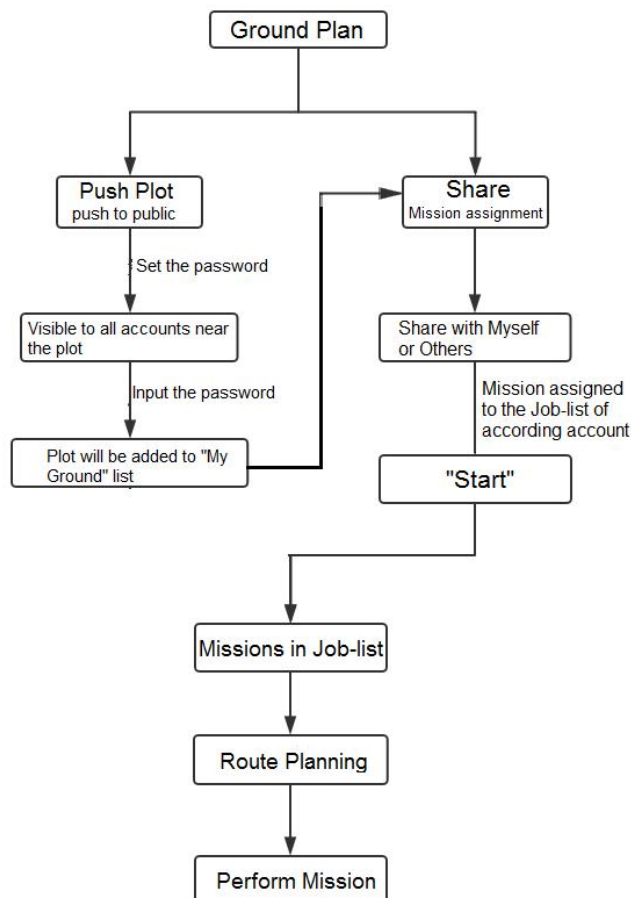 Ground Plan
Push Plot
push to public
Share
Mission assignment
Set the password
Visible to all accounts near
the plot
Share with Myself
or Others
Input the password
Mission assigned
to the Job-list of
according account
Plot will be added to "My
Ground" list
"Start"
Missions in Job-list
Route Planning
Perform Mission